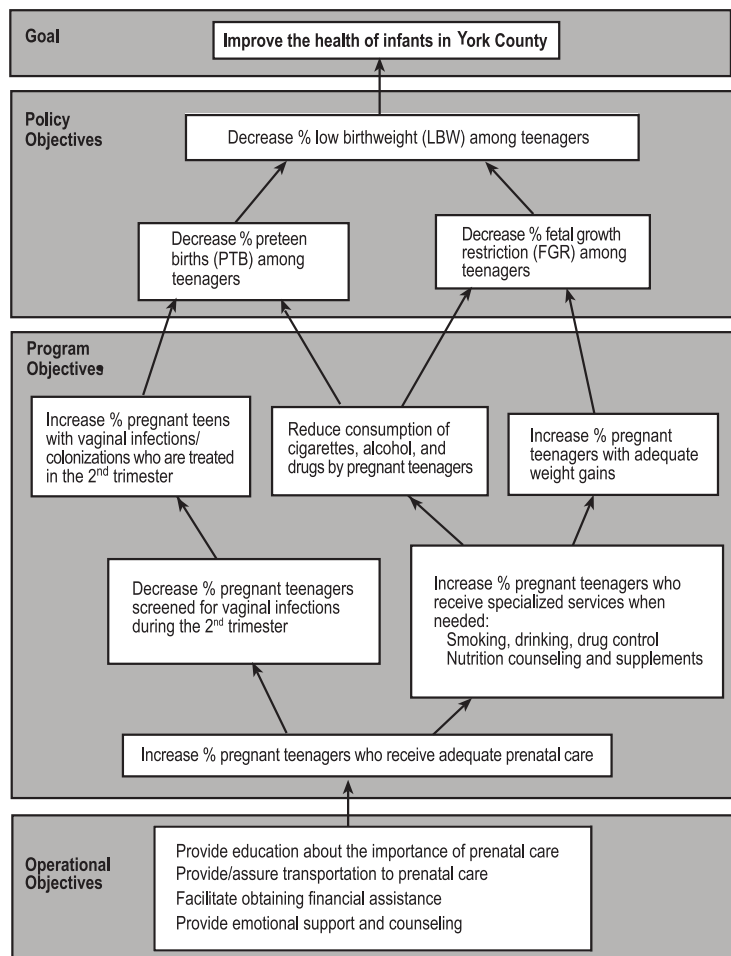 Goal
Improve the health of infants in York County
Policy
Objectives
Decrease % low birthweight (LBW) among teenagers
Decrease % preteen
births (PTB) among
teenagers
Decrease % fetal growth
restriction (FGR) among
teenagers
Program
Objectives
Increase % pregnant teens
with vaginal infections/
colonizations who are treated
in the 2nd trimester
Reduce consumption of
cigarettes, alcohol, and
drugs by pregnant teenagers
Increase % pregnant
teenagers with adequate
weight gains
Decrease % pregnant teenagers
screened for vaginal infections
during the 2nd trimester
Increase % pregnant teenagers who
receive specialized services when
needed:
Smoking, drinking, drug control
Nutrition counseling and supplements
Increase % pregnant teenagers who receive adequate prenatal care
Operational
Objectives
Provide education about the importance of prenatal care
Provide/assure transportation to prenatal care
Facilitate obtaining financial assistance
Provide emotional support and counseling